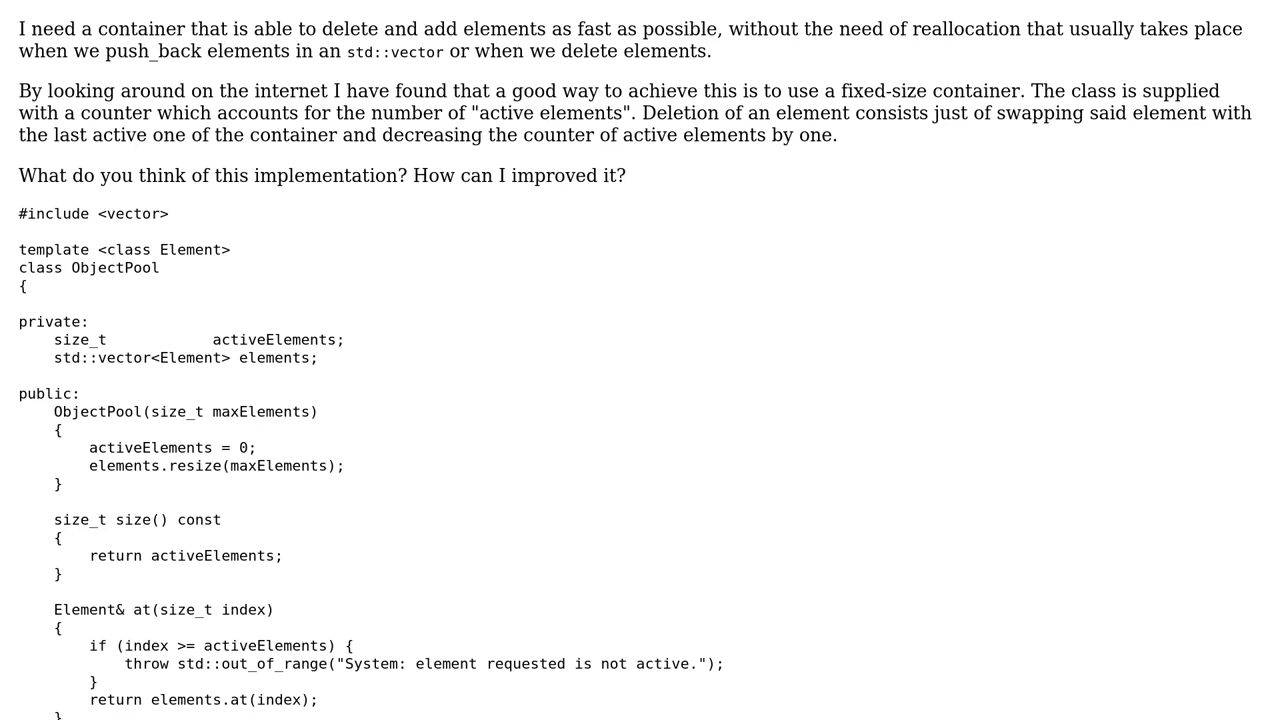 I need a container that is able to delete and add elements as fast as possible, without the need of reallocation that usually takes place
when we push_back elements in an std::vector or when we delete elements.
By looking around on the internet I have found that a good way to achieve this is to use a fixed-size container. The class is supplied
with a counter which accounts for the number of "active elements". Deletion of an element consists just of swapping said element with
the last active one of the container and decreasing the counter of active elements by one.
What do you think of this implementation? How can I improved it?
#include <vector>
template <class Element>
class ObjectPool
{
private:
    size_t            activeElements;
    std::vector<Element> elements;
public:
    ObjectPool(size_t maxElements)
    {
        activeElements = 0;
        elements.resize(maxElements);
    }
    size_t size() const
    {
        return activeElements;
    }
    Element& at(size_t index)
    {
        if (index >= activeElements) {
            throw std::out_of_range("System: element requested is not active.");
        }
        return elements.at(index);
    }